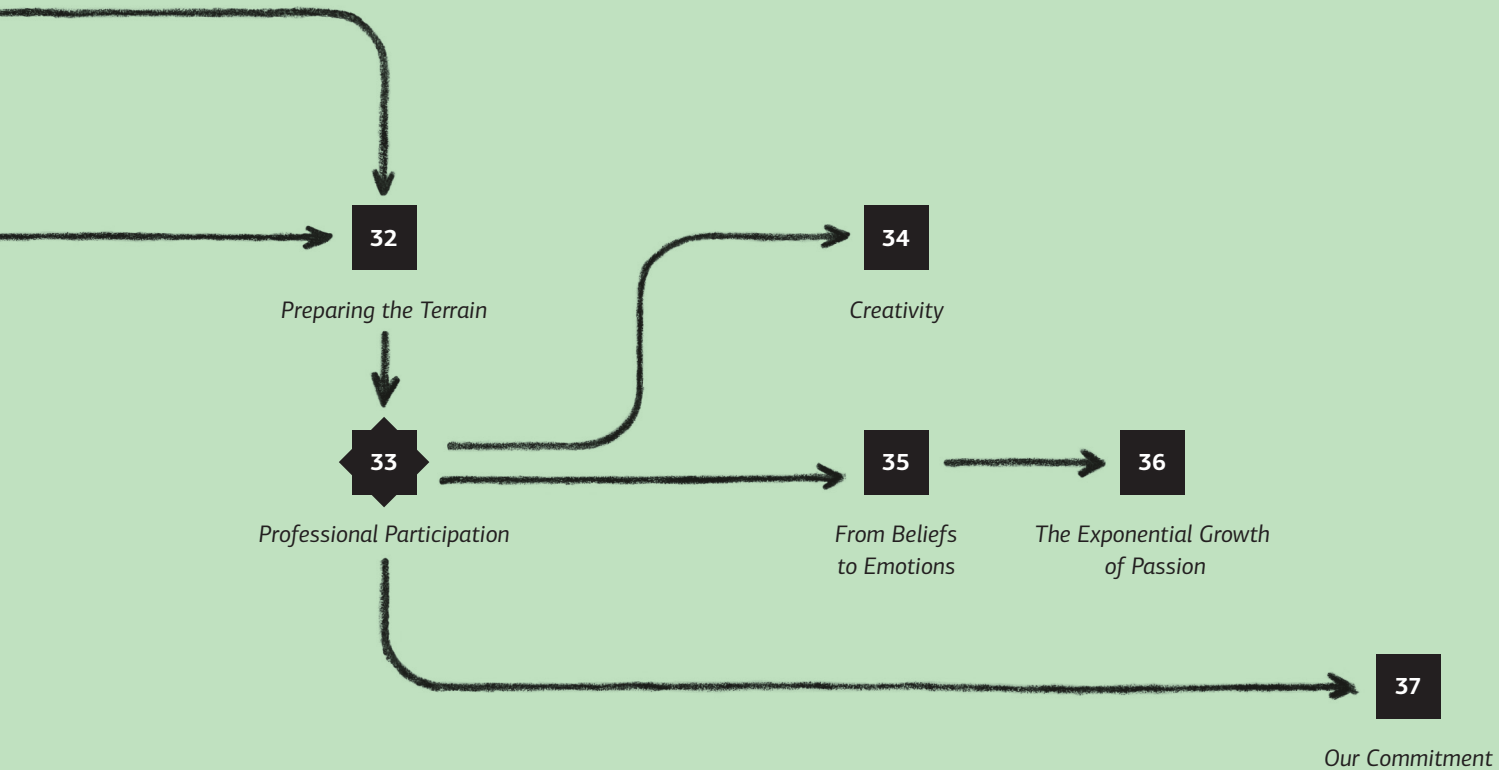 32
Preparing the Terrain
34
Creativity
33
Professional Participation
35
From Beliefs
to Emotions
36
The Exponential Growth
of Passion
37
Our Commitment